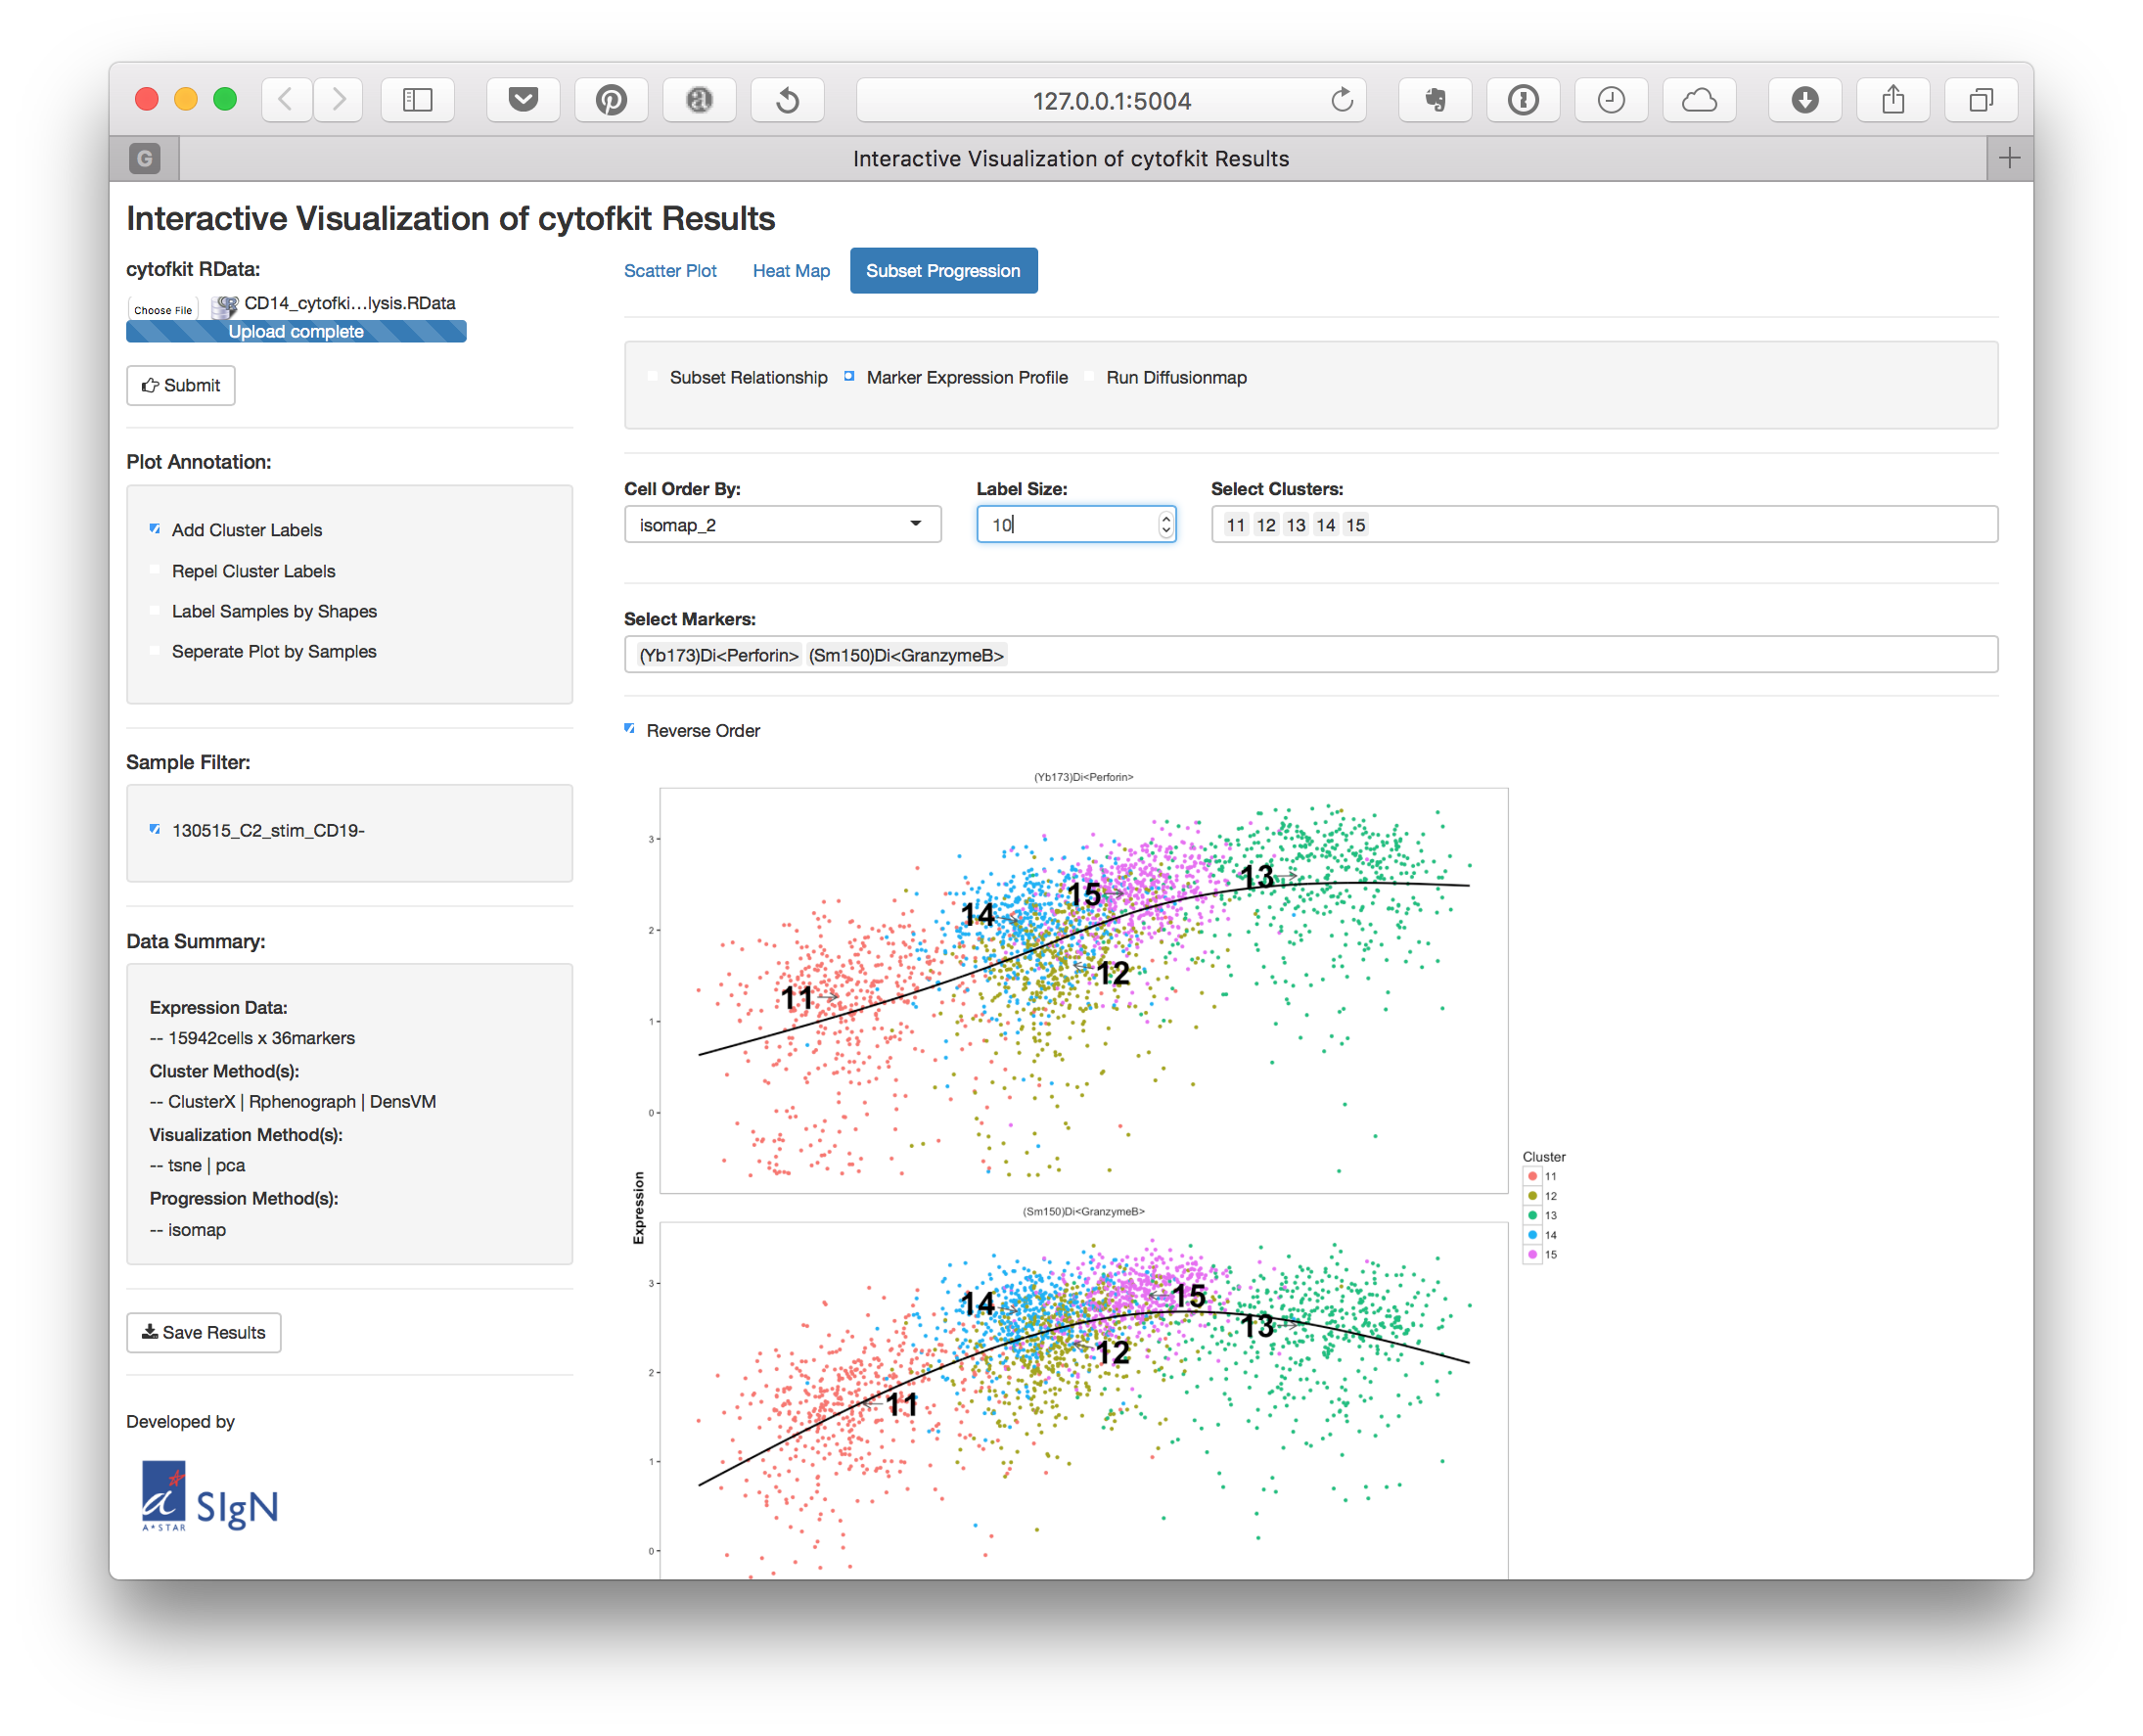 127.0.0.1:5004
G
Interactive Visualization of cytofkit Results
Interactive Visualization of cytofkit Results
cytofkit RData:
Choose File CD14_cytofki...lysis.RData
Upload complete
Submit
Plot Annotation:
Add Cluster Labels
Repel Cluster Labels
Label Samples by Shapes
Seperate Plot by Samples
Sample Filter:
130515_C2_stim_CD19-
Data Summary:
Expression Data:
-- 15942cells x 36markers
Cluster Method(s):
-- ClusterX | Rphenograph | DensVM
Visualization Method(s):
-- tsne | pca
Progression Method(s):
-- isomap
Save Results
Developed by
a
A*STAR
SIgN
Scatter Plot Heat Map Subset Progression
Subset Relationship Marker Expression Profile Run Diffusionmap
Cell Order By: Label Size: Select Clusters:
isomap_2 10 11 12 13 14 15
Select Markers:
(Yb173)Di<Perforin> (Sm150)Di<GranzymeB>
Reverse Order
(Yb173)Di<Perforin>
3
2
1
0
13
15
14
12
11
Expression
(Sm150)Di<GranzymeB>
3
2
1
0
15
14
13
12
11
Cluster
11
12
13
14
15